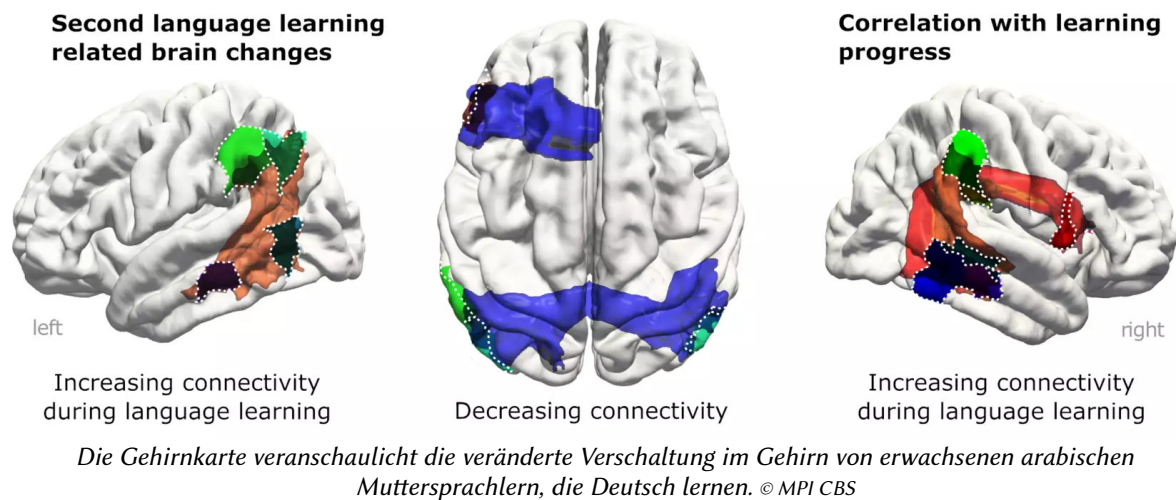 Second language learning
related brain changes
Correlation with learning
progress
left
right
Increasing connectivity
during language learning
Decreasing connectivity
Increasing connectivity
during language learning
Die Gehirnkarte veranschaulicht die veränderte Verschaltung im Gehirn von erwachsenen arabischen
Muttersprachlern, die Deutsch lernen. © MPI CBS